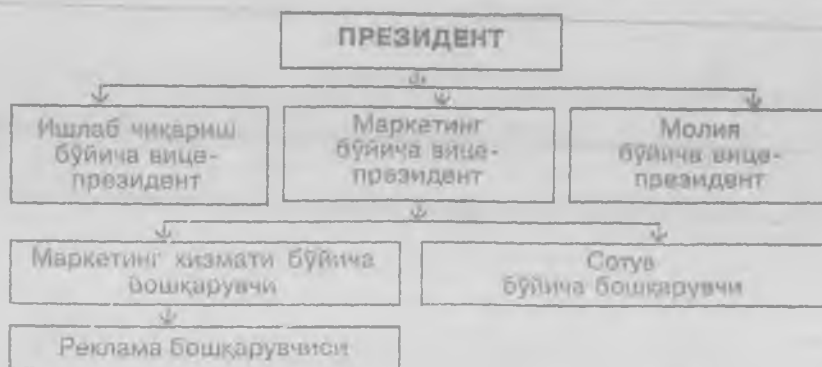 ПРЕЗИДЕНТ
Ишлаб чиқариш
бўйича вице-
президент
Маркетинг
бўйича вице-
президент
Молия
бўйича вице-
президент
Маркетинг хизмати бўйича
бошқарувчи
Сотув
бўйича бошқарувчи
Реклама бошқарувчиси